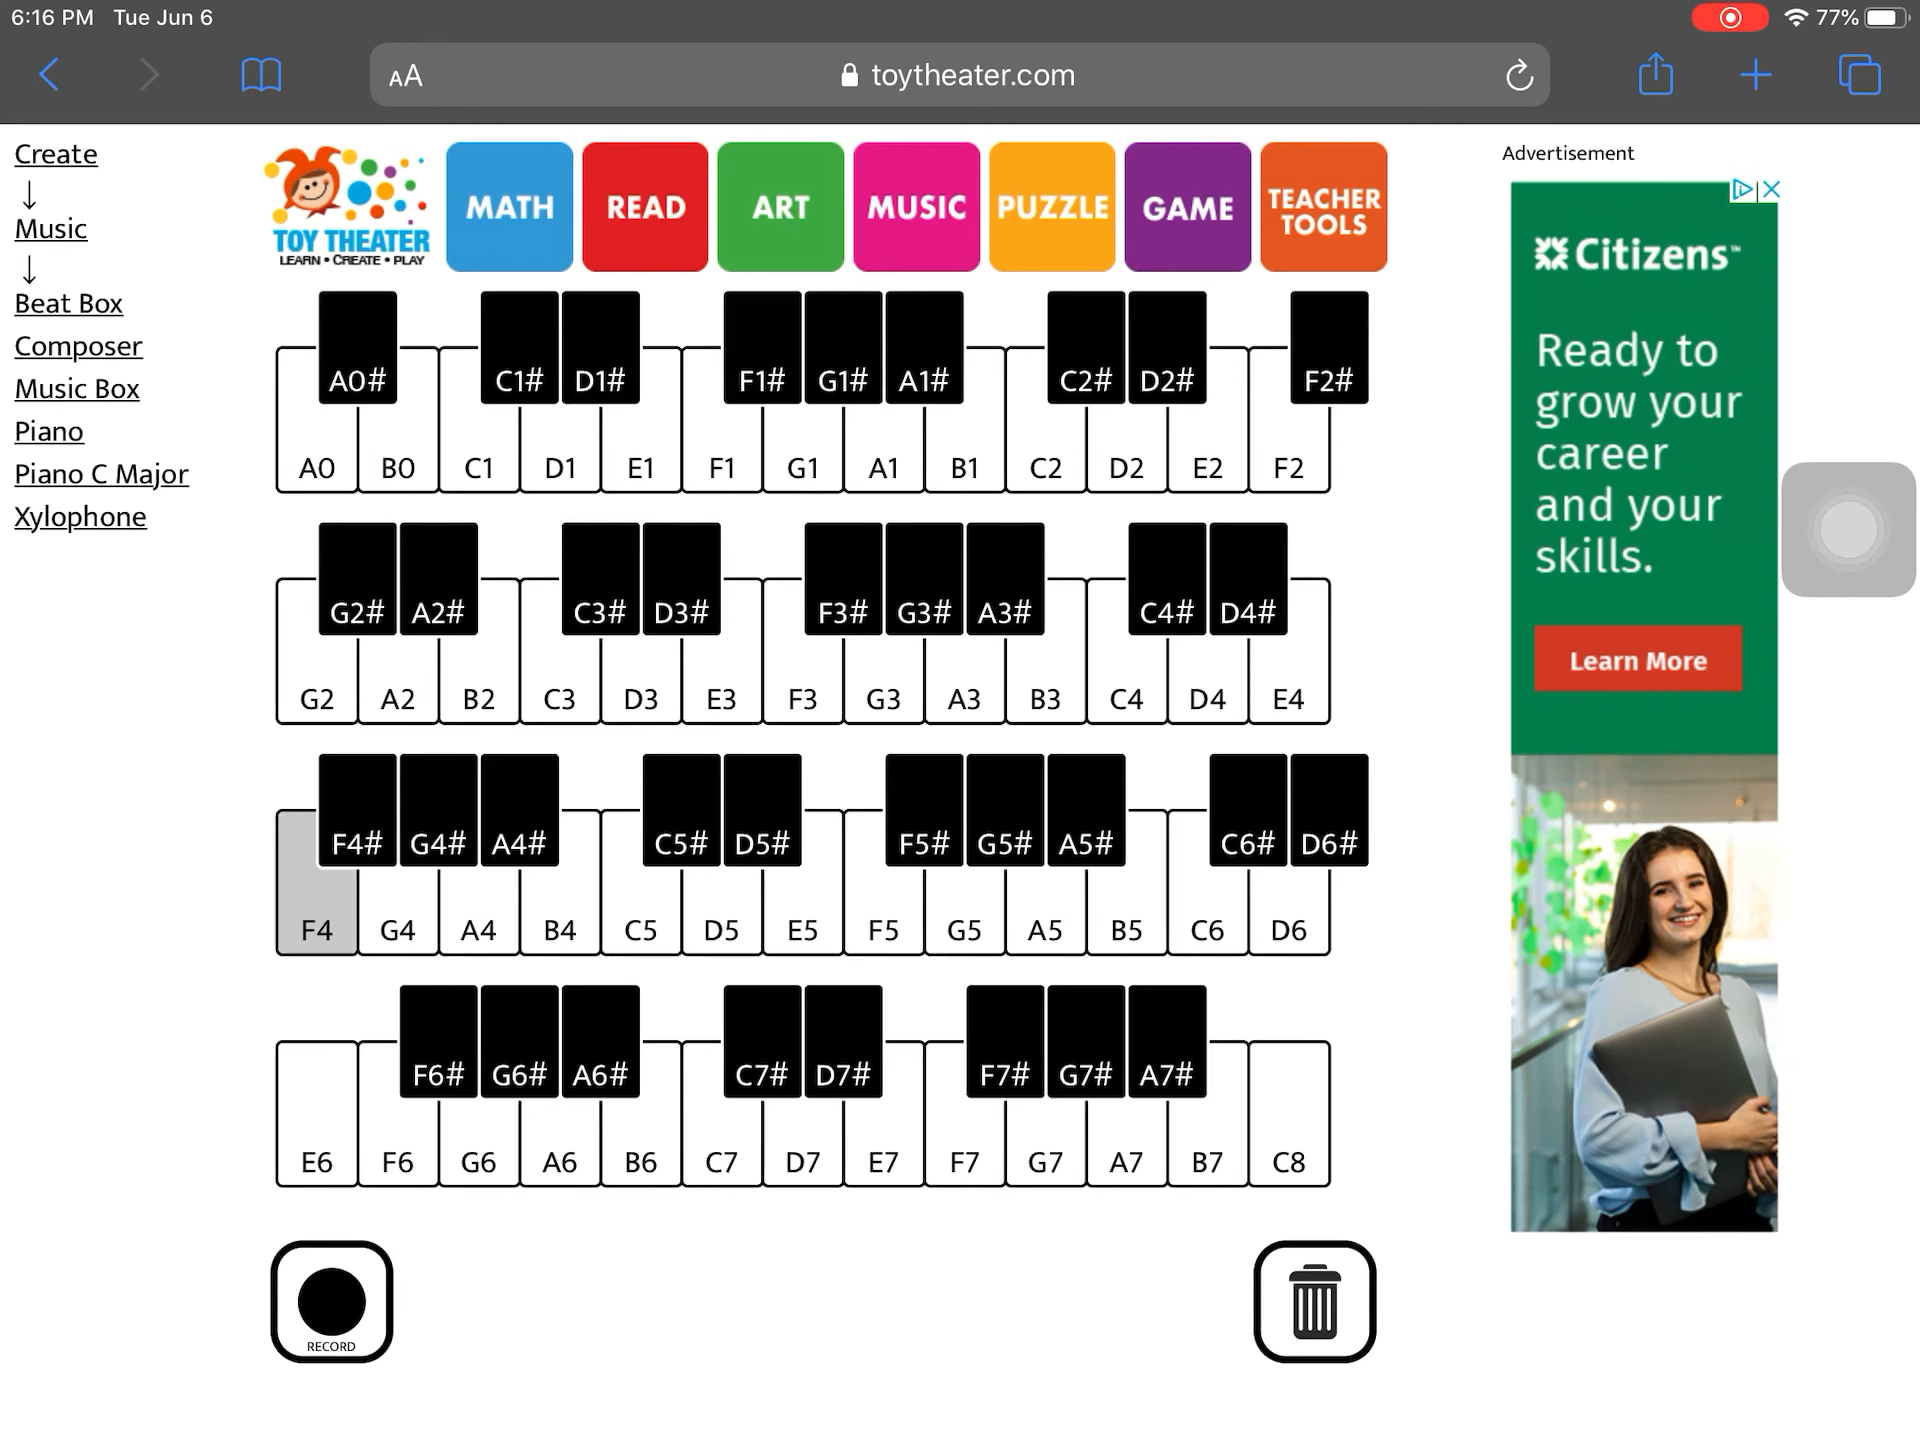 6:16 PM Tue Jun 6
77%
AA
toytheater.com
Create
↓
Music
↓
Beat Box
Composer
Music Box
Piano
Piano C Major
Xylophone
TOY THEATER
LEARN • CREATE • PLAY
MATH
READ
ART
MUSIC
PUZZLE
GAME
TEACHER
TOOLS
A0# C1# D1# F1# G1# A1# C2# D2# F2#
A0 B0 C1 D1 E1 F1 G1 A1 B1 C2 D2 E2 F2
G2# A2# C3# D3# F3# G3# A3# C4# D4#
G2 A2 B2 C3 D3 E3 F3 G3 A3 B3 C4 D4 E4
F4# G4# A4# C5# D5# F5# G5# A5# C6# D6#
F4 G4 A4 B4 C5 D5 E5 F5 G5 A5 B5 C6 D6
F6# G6# A6# C7# D7# F7# G7# A7#
E6 F6 G6 A6 B6 C7 D7 E7 F7 G7 A7 B7 C8
RECORD
Advertisement
Citizens™
Ready to
grow your
career
and your
skills.
Learn More